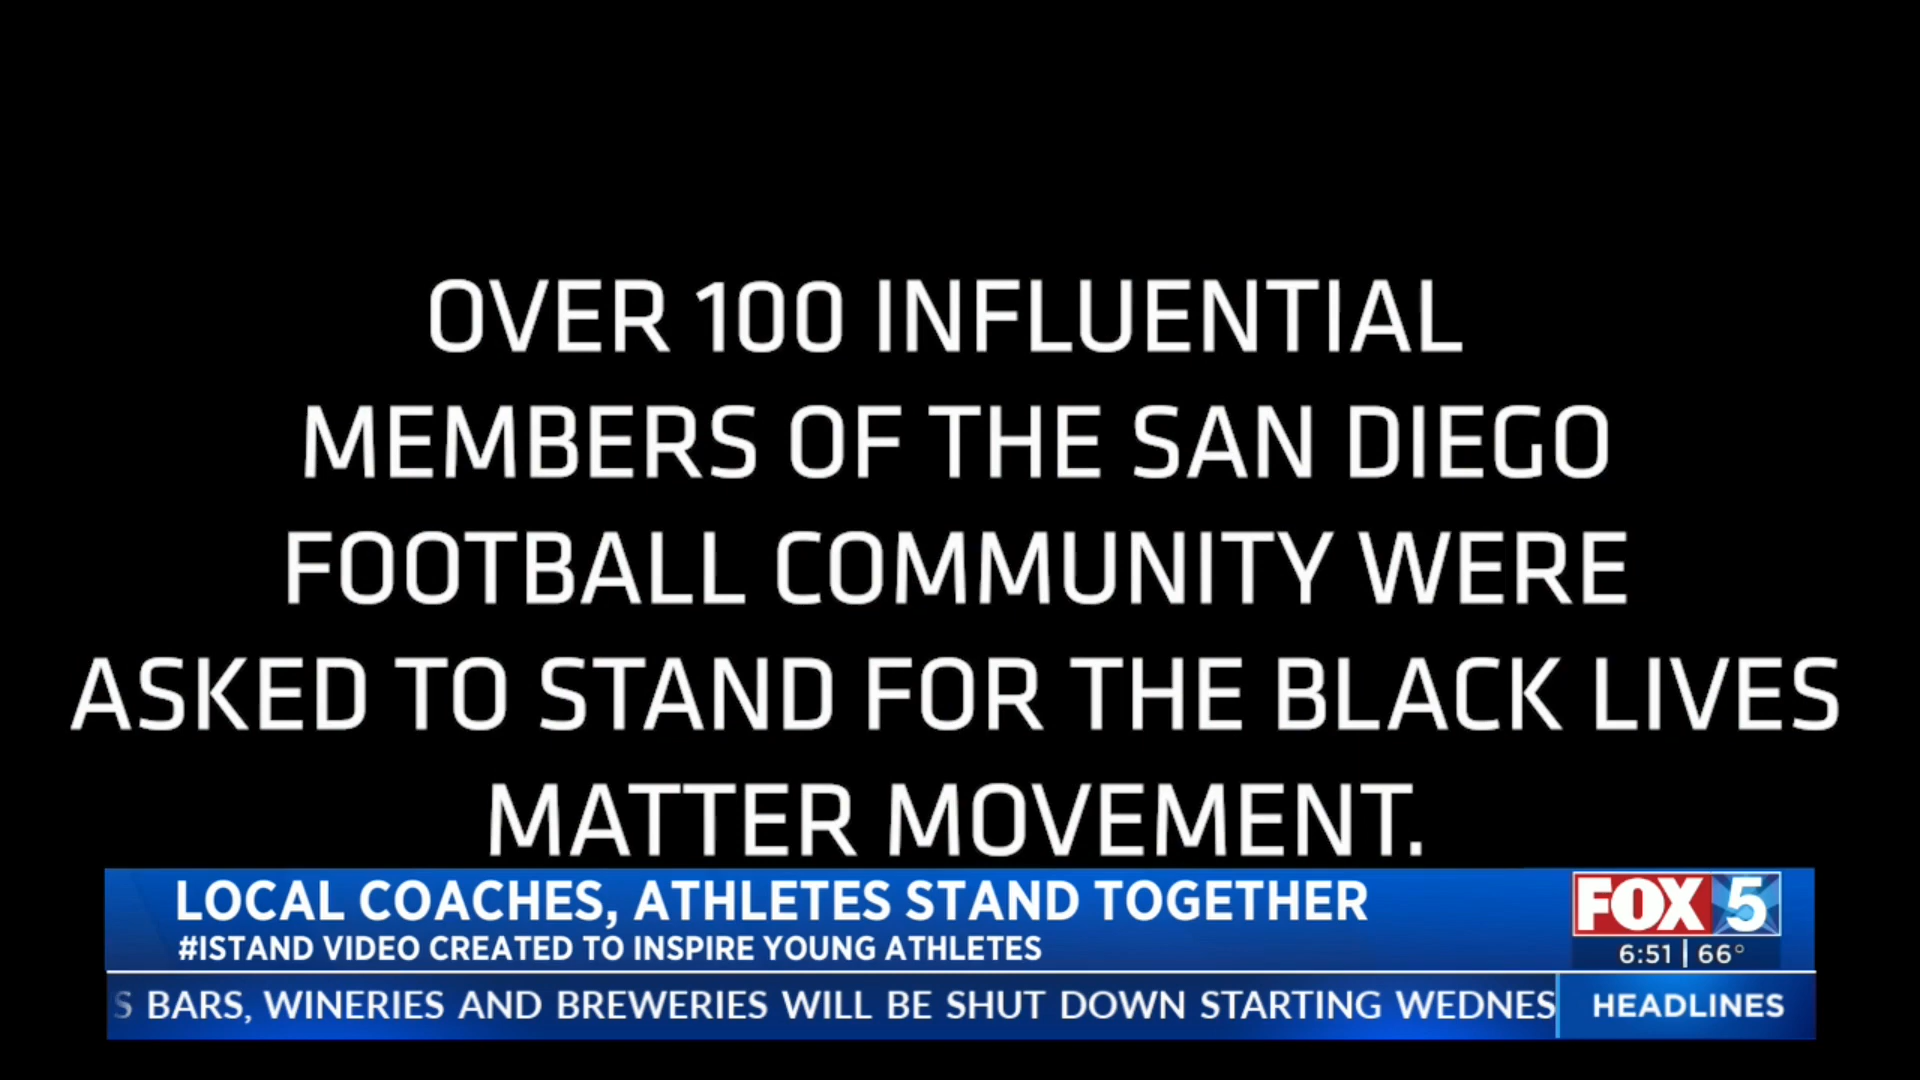 OVER 100 INFLUENTIAL
MEMBERS OF THE SAN DIEGO
FOOTBALL COMMUNITY WERE
ASKED TO STAND FOR THE BLACK LIVES
MATTER MOVEMENT.
LOCAL COACHES, ATHLETES STAND TOGETHER
#ISTAND VIDEO CREATED TO INSPIRE YOUNG ATHLETES
FOX 5
6:51 | 66°
S BARS, WINERIES AND BREWERIES WILL BE SHUT DOWN STARTING WEDNES
HEADLINES